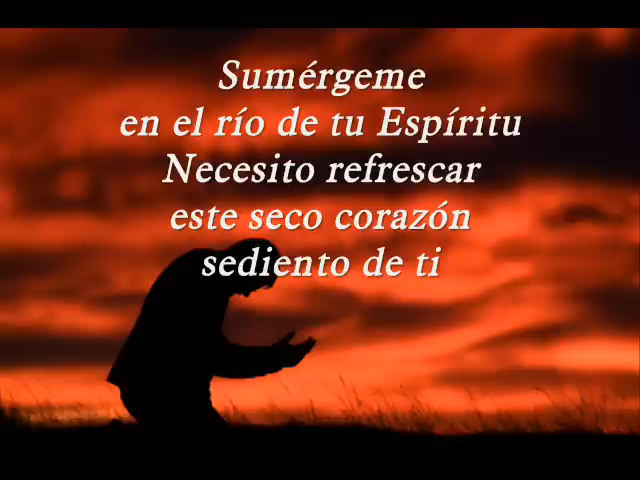 Sumérgeme
en el río de tu Espíritu
Necesito refrescar
este seco corazón
sediento de ti